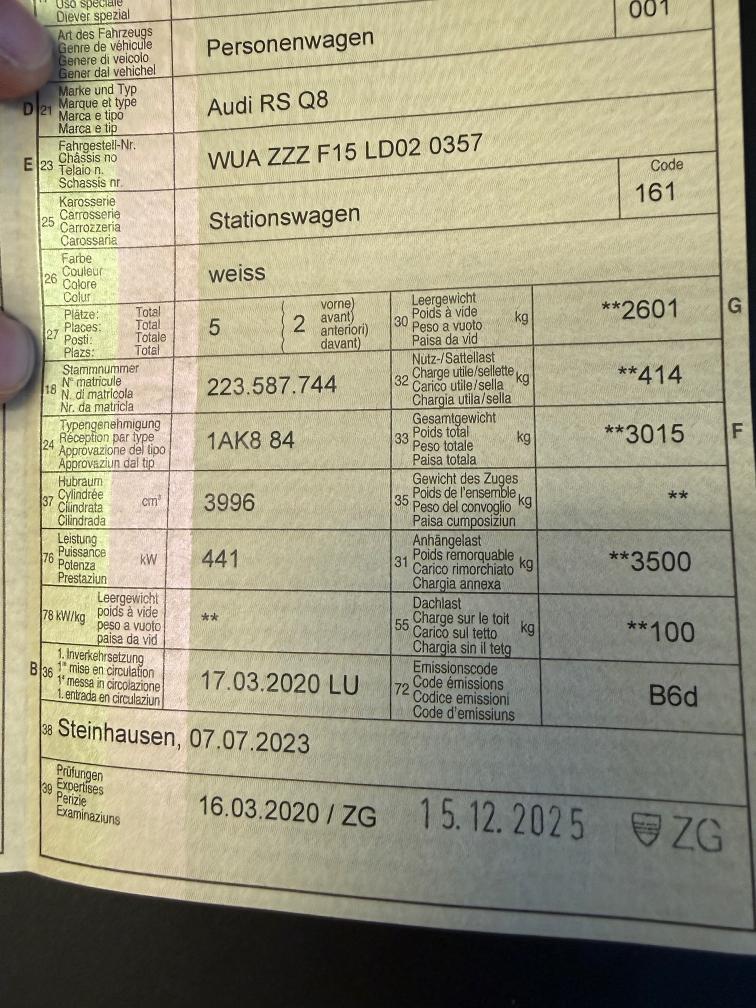 Uso speciale
Diever spezial
Art des Fahrzeugs
Genre de véhicule
Genere di veicolo
Gener dal vehichel
Personenwagen
001
D 21 Marke und Typ
Marque et type
Marca e tipo
Marca e tip
Audi RS Q8
E 23 Fahrgestell-Nr.
Châssis no
Telaio n.
Schassis nr.
WUA ZZZ F15 LD02 0357
25 Karosserie
Carrosserie
Carrozzeria
Carossaria
Stationswagen
Code
161
26 Farbe
Couleur
Colore
Colur
weiss
27 Plätze: Total
Places: Total
Posti: Totale
Plazs: Total
5 ( 2 vorne)
( avant)
( anteriori)
( davant)
30 Leergewicht
Poids à vide
Peso a vuoto
Paisa da vid
kg **2601 G
18 Stammnummer
N° matricule
N. di matricola
Nr. da matricla
223.587.744
32 Nutz-/Sattellast
Charge utile/sellette
Carico utile/sella
Chargia utila/sella
kg **414
24 Typengenehmigung
Réception par type
Approvazione del tipo
Approvaziun dal tip
1AK8 84
33 Gesamtgewicht
Poids total
Peso totale
Paisa totala
kg **3015 F
37 Hubraum
Cylindrée
Cilindrata
Cilindrada
cm³ 3996
35 Gewicht des Zuges
Poids de l'ensemble
Peso del convoglio
Paisa cumposiziun
kg **
76 Leistung
Puissance
Potenza
Prestaziun
kW 441
31 Anhängelast
Poids remorquable
Carico rimorchiato
Chargia annexa
kg **3500
78 kW/kg Leergewicht
poids à vide
peso a vuoto
paisa da vid
**
55 Dachlast
Charge sur le toit
Carico sul tetto
Chargia sin il tetg
kg **100
B 36 1. Inverkehrsetzung
1re mise en circulation
1a messa in circolazione
1. entrada en circulaziun
17.03.2020 LU
72 Emissionscode
Code émissions
Codice emissioni
Code d'emissiuns
B6d
38 Steinhausen, 07.07.2023
39 Prüfungen
Expertises
Perizie
Examinaziuns
16.03.2020 / ZG 15.12.2025 ZG